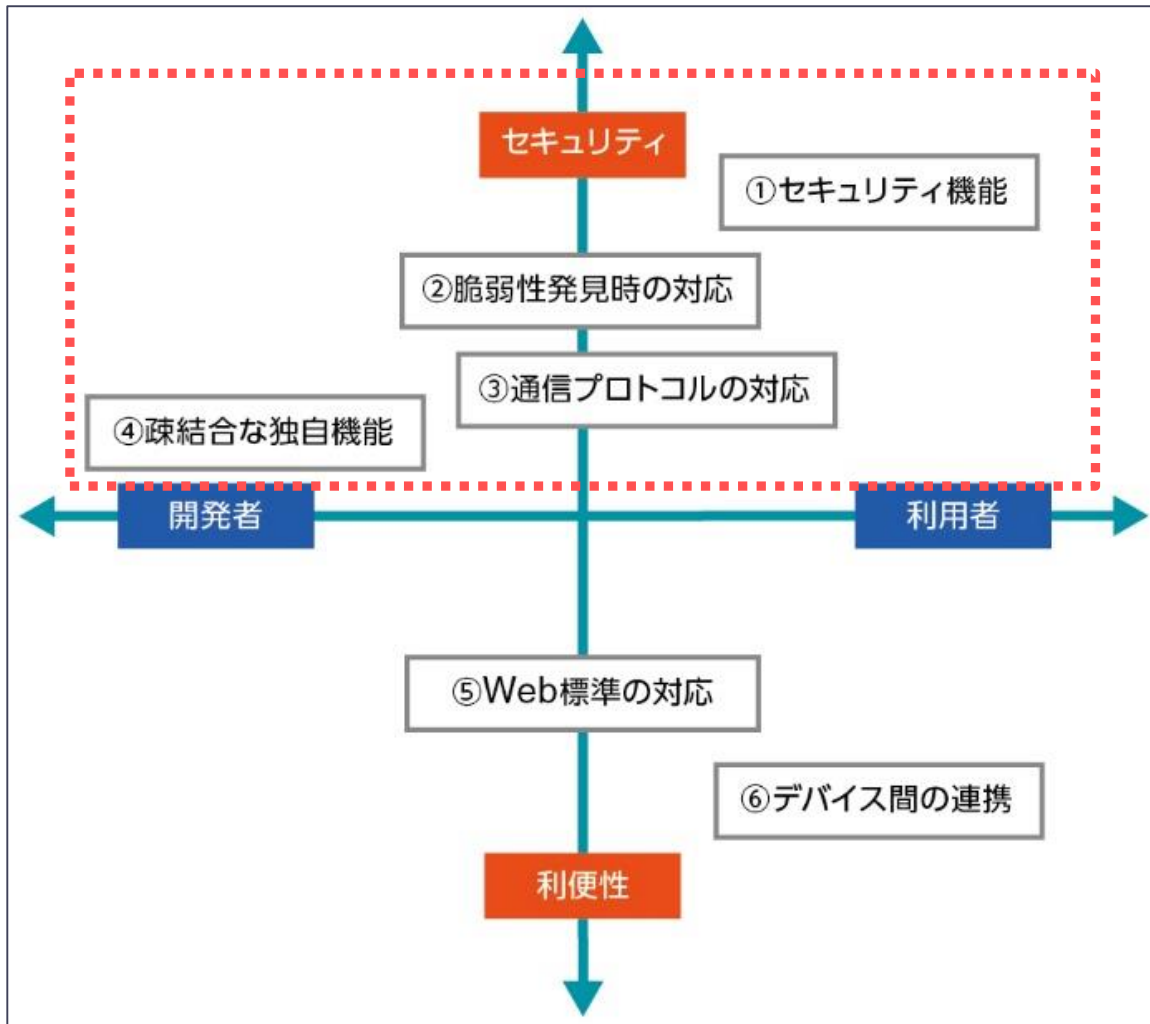 セキュリティ
①セキュリティ機能
②脆弱性発見時の対応
③通信プロトコルの対応
④疎結合な独自機能
開発者
利用者
⑤Web標準の対応
⑥デバイス間の連携
利便性